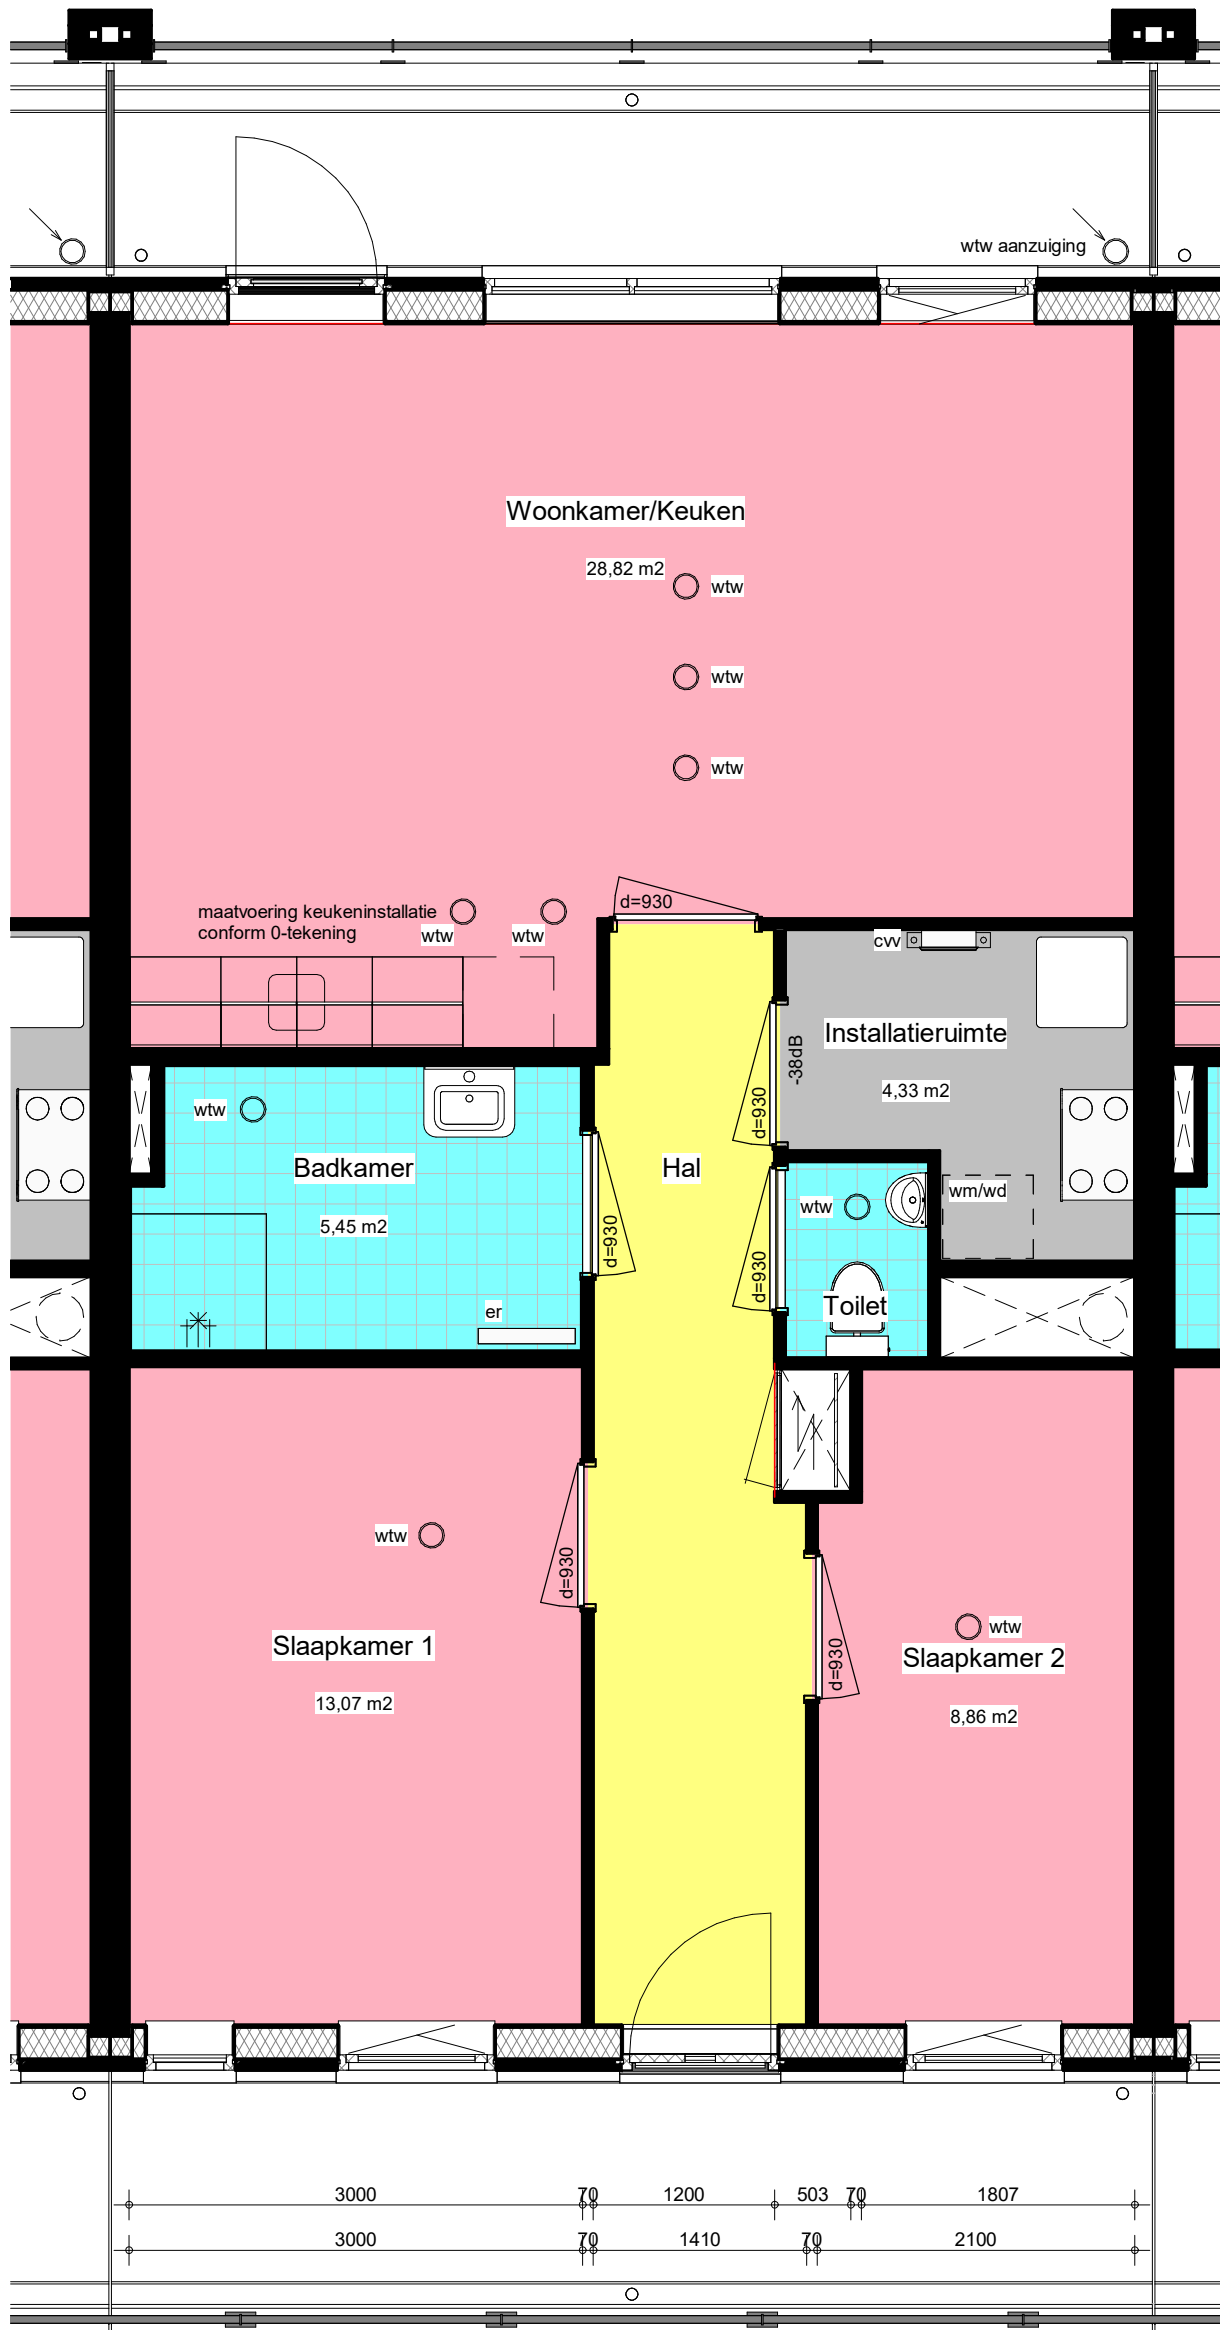 wtw aanzuiging
Woonkamer/Keuken
28,82 m2
wtw
wtw
wtw
maatvoering keukeninstallatie
conform 0-tekening
wtw
wtw
d=930
cvv
Installatieruimte
4,33 m2
-38dB
d=930
wtw
Badkamer
5,45 m2
er
d=930
Hal
d=930
wtw
Toilet
wm/wd
wtw
Slaapkamer 1
13,07 m2
d=930
wtw
Slaapkamer 2
8,86 m2
d=930
3000 70 1200 503 70 1807
3000 70 1410 70 2100